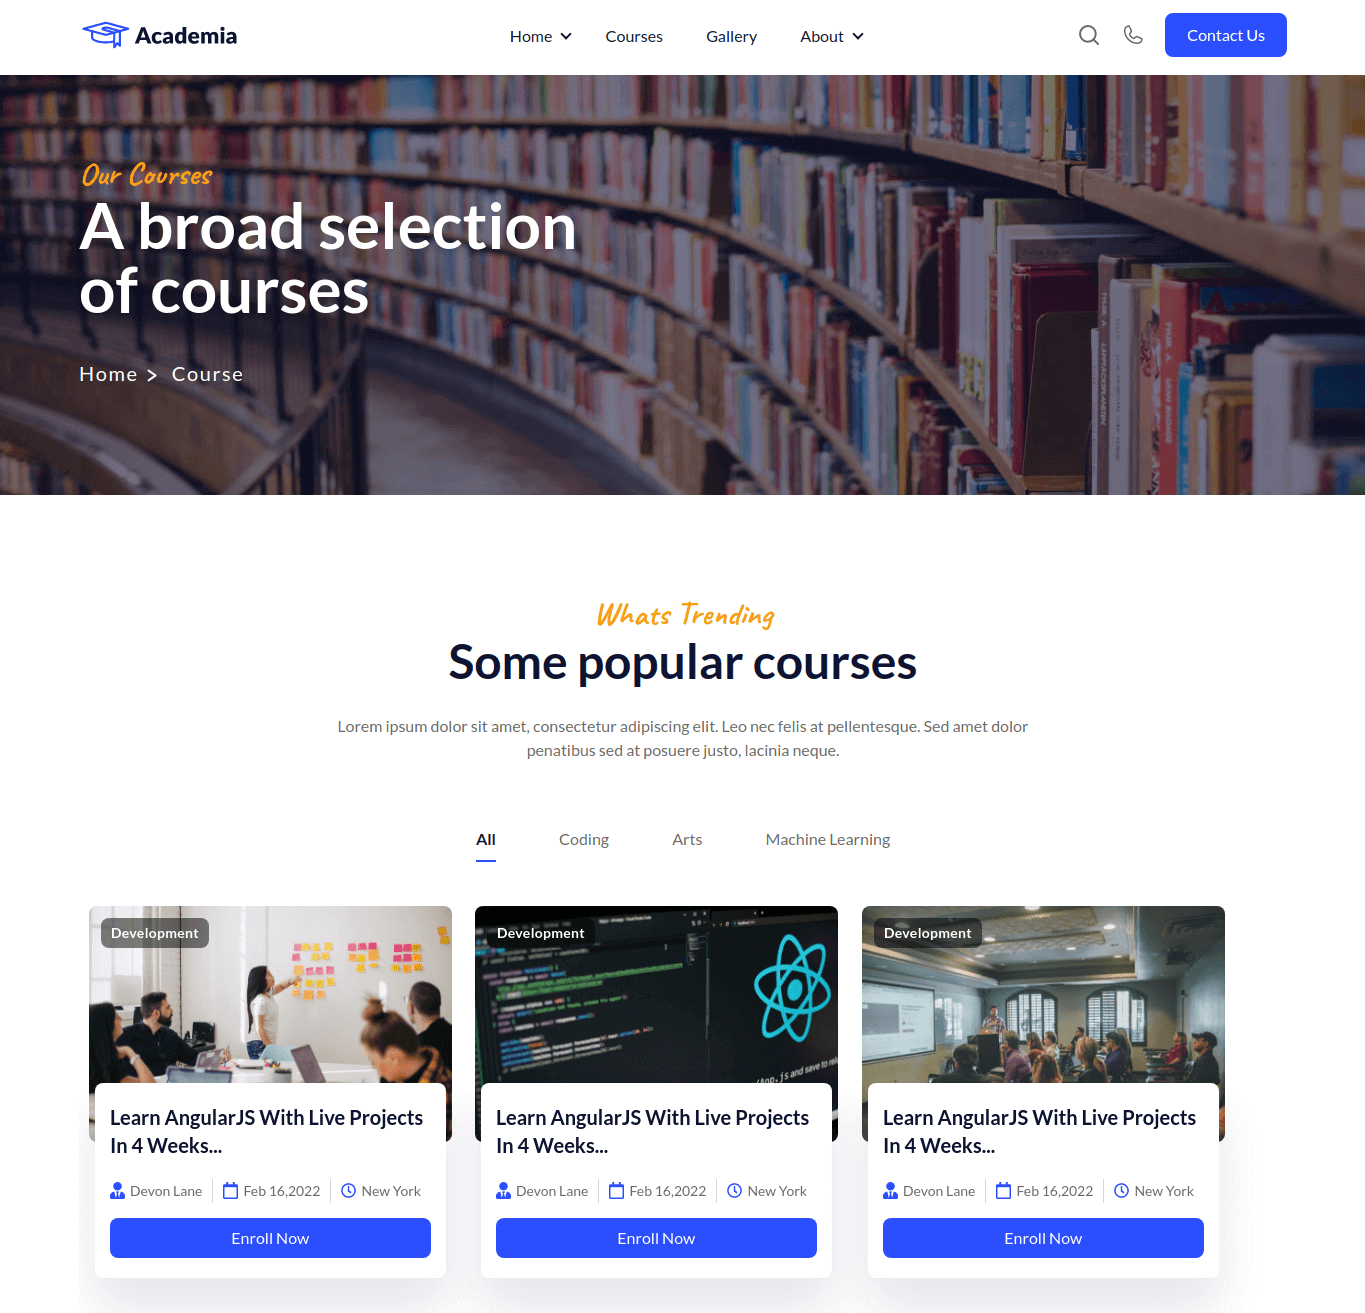 Academia
Home
Courses
Gallery
About
Contact Us
Our Courses
A broad selection
of courses
Home > Course
Whats Trending
Some popular courses
Lorem ipsum dolor sit amet, consectetur adipiscing elit. Leo nec felis at pellentesque. Sed amet dolor
penatibus sed at posuere justo, lacinia neque.
All
Coding
Arts
Machine Learning
Development
Learn AngularJS With Live Projects
In 4 Weeks...
Devon Lane
Feb 16,2022
New York
Enroll Now
Development
Learn AngularJS With Live Projects
In 4 Weeks...
Devon Lane
Feb 16,2022
New York
Enroll Now
Development
Learn AngularJS With Live Projects
In 4 Weeks...
Devon Lane
Feb 16,2022
New York
Enroll Now